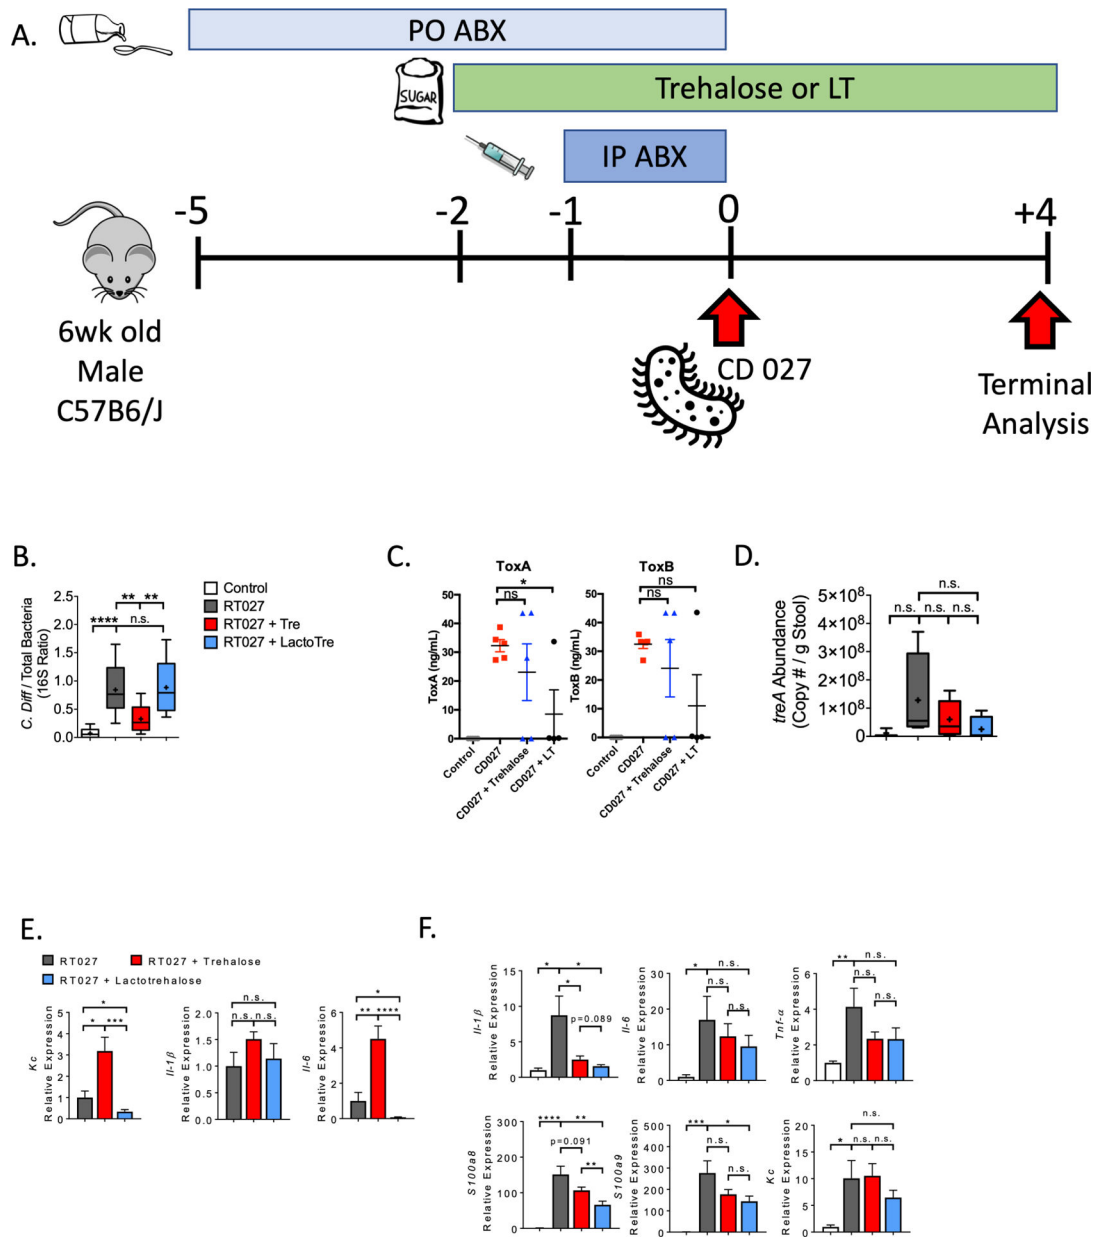 A.
PO ABX
SUGAR
Trehalose or LT
IP ABX
-5
-2
-1
0
+4
6wk old
Male
C57B6/J
CD 027
Terminal
Analysis
B.
C. Diff / Total Bacteria
(16S Ratio)
2.5
2.0
1.5
1.0
0.5
0.0
****
**
**
n.s.
Control
RT027
RT027 + Tre
RT027 + LactoTre
C.
ToxA
ToxA (ng/mL)
50
40
30
20
10
0
*
ns
Control
CD027
CD027 + Trehalose
CD027 + LT
ToxB
ToxB (ng/mL)
50
40
30
20
10
0
ns
ns
Control
CD027
CD027 + Trehalose
CD027 + LT
D.
treA Abundance
(Copy # / g Stool)
5×10⁸
4×10⁸
3×10⁸
2×10⁸
1×10⁸
0
n.s.
n.s. n.s. n.s.
E.
RT027
RT027 + Trehalose
RT027 + Lactotrehalose
Kc
Relative Expression
5
4
3
2
1
0
*
* ***
Il-1β
Relative Expression
2.0
1.5
1.0
0.5
0.0
n.s.
n.s. n.s.
Il-6
Relative Expression
6
4
2
0
*
** ****
F.
Il-1β
Relative Expression
15
10
5
0
* *
*
p=0.089
Il-6
Relative Expression
30
20
10
0
* n.s.
n.s.
n.s.
Tnf-α
Relative Expression
6
4
2
0
** n.s.
n.s.
n.s.
S100a8
Relative Expression
300
200
100
0
**** **
p=0.091
**
S100a9
Relative Expression
500
400
300
200
100
0
*** *
n.s.
n.s.
Kc
Relative Expression
20
15
10
5
0
n.s.
* n.s. n.s.